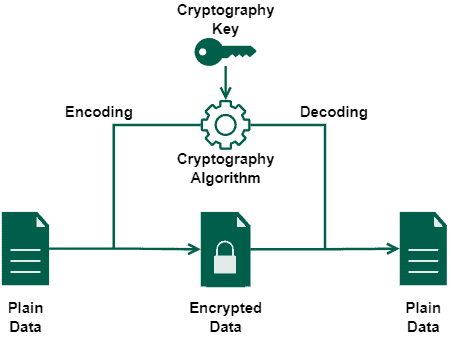 Cryptography
Key
Encoding
Decoding
Cryptography
Algorithm
Plain
Data
Encrypted
Data
Plain
Data